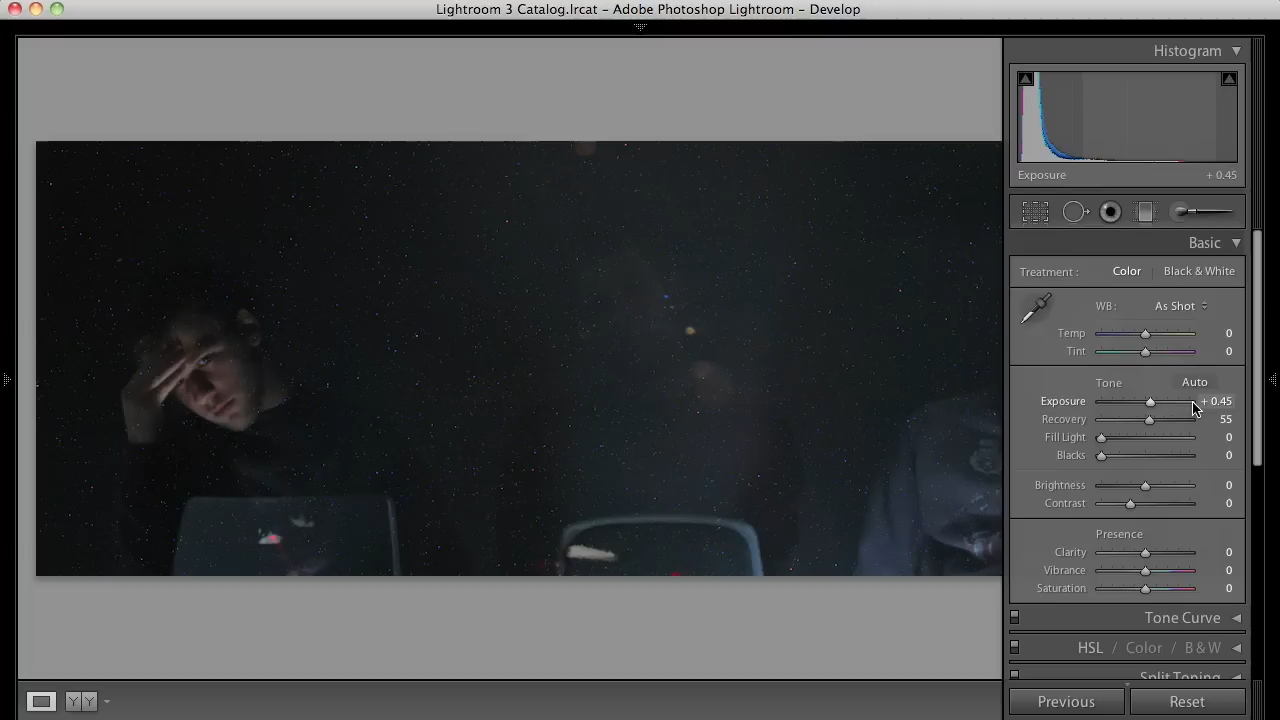 Lightroom 3 Catalog.lrcat – Adobe Photoshop Lightroom – Develop
Histogram
Exposure + 0.45
Basic
Treatment : Color Black & White
WB: As Shot
Temp 0
Tint 0
Tone Auto
Exposure + 0.45
Recovery 55
Fill Light 0
Blacks 0
Brightness 0
Contrast 0
Presence
Clarity 0
Vibrance 0
Saturation 0
Tone Curve
HSL / Color / B & W
Split Toning
Y Y
Previous Reset